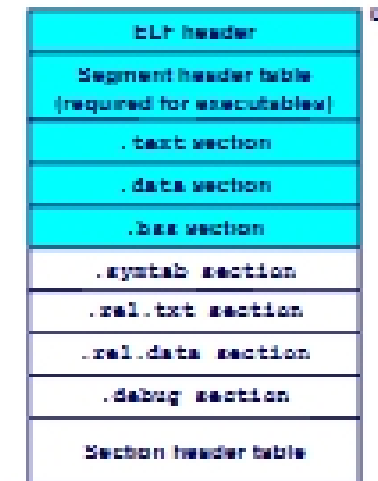 ELF header
Segment header table
(required for executables)
.text section
.data section
.bss section
.symtab section
.rel.txt section
.rel.data section
.debug section
Section header table
0